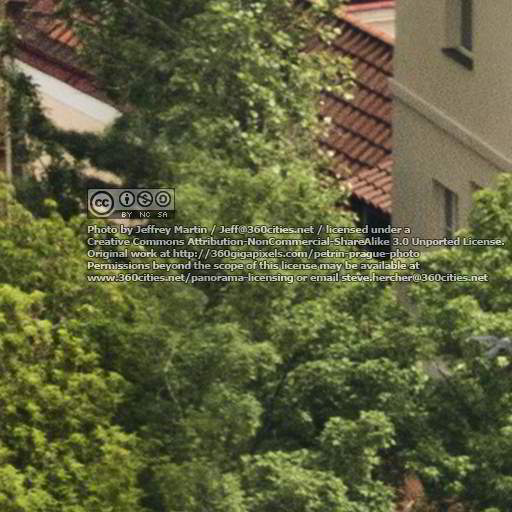 cc
BY NC SA
Photo by Jeffrey Martin / Jeff@360cities.net / licensed under a
Creative Commons Attribution-NonCommercial-ShareAlike 3.0 Unported License.
Original work at http://360gigapixels.com/petrin-prague-photo
Permissions beyond the scope of this license may be available at
www.360cities.net/panorama-licensing or email steve.hercher@360cities.net